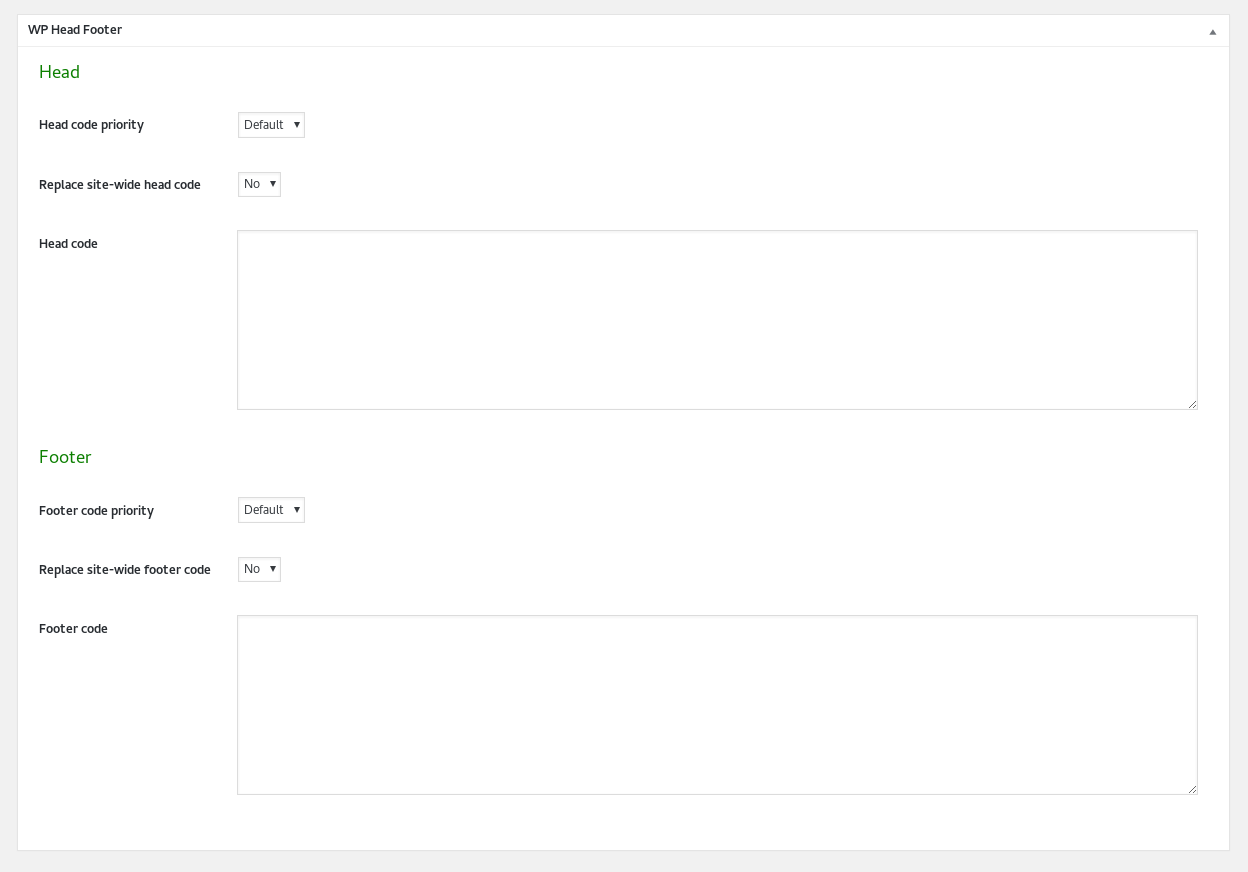 WP Head Footer
Head
Head code priority
Default
Replace site-wide head code
No
Head code
Footer
Footer code priority
Default
Replace site-wide footer code
No
Footer code